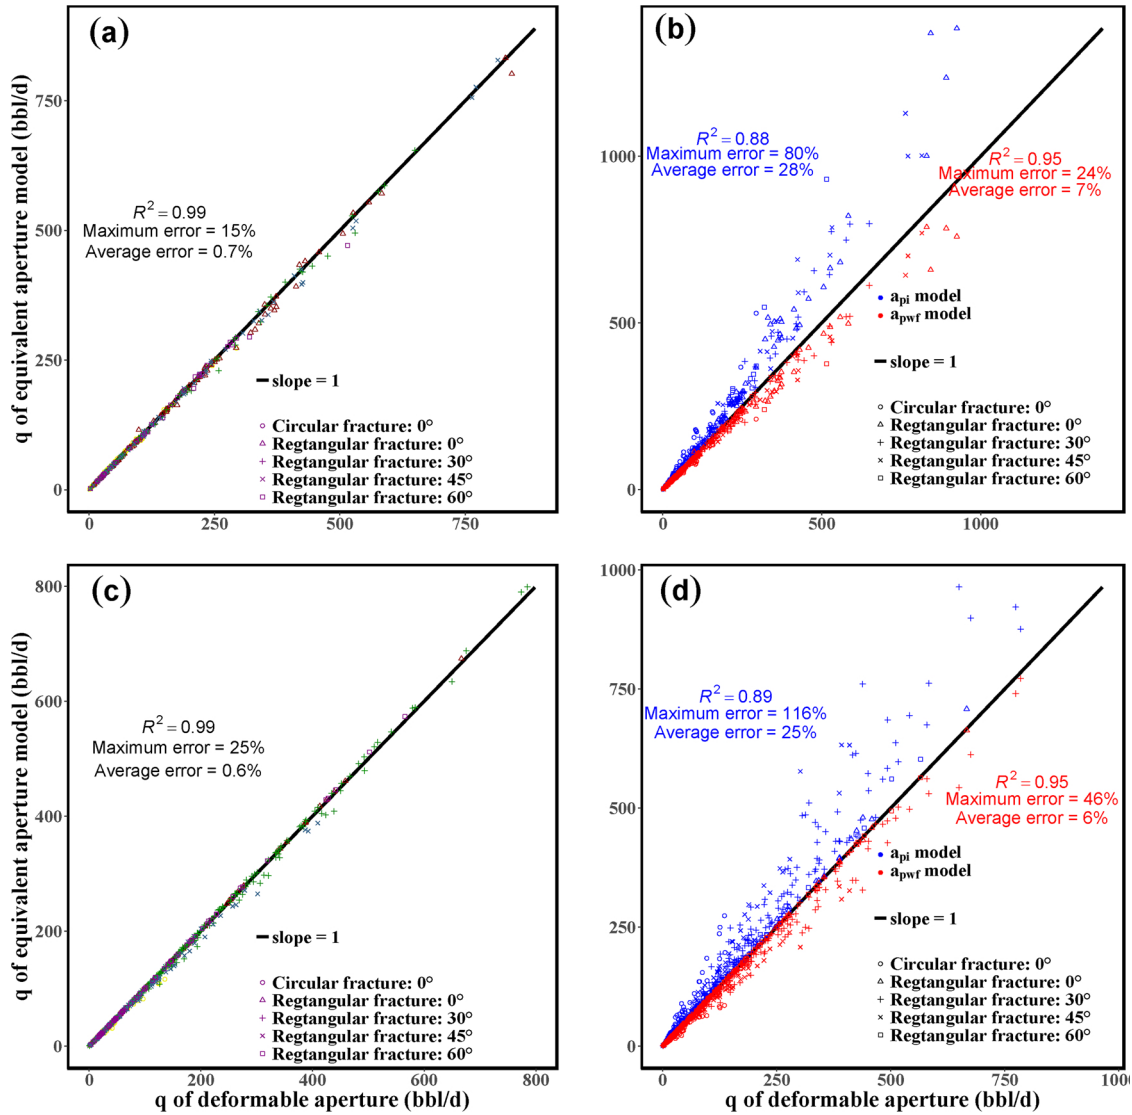 (a)
q of equivalent aperture model (bbl/d)
750
500
250
0
R² = 0.99
Maximum error = 15%
Average error = 0.7%
slope = 1
Circular fracture: 0°
Regtangular fracture: 0°
Regtangular fracture: 30°
Regtangular fracture: 45°
Regtangular fracture: 60°
0 250 500 750
(b)
1000
500
0
R² = 0.88
Maximum error = 80%
Average error = 28%
R² = 0.95
Maximum error = 24%
Average error = 7%
a_pi model
a_pwf model
slope = 1
Circular fracture: 0°
Regtangular fracture: 0°
Regtangular fracture: 30°
Regtangular fracture: 45°
Regtangular fracture: 60°
0 500 1000
(c)
q of equivalent aperture model (bbl/d)
800
600
400
200
0
R² = 0.99
Maximum error = 25%
Average error = 0.6%
slope = 1
Circular fracture: 0°
Regtangular fracture: 0°
Regtangular fracture: 30°
Regtangular fracture: 45°
Regtangular fracture: 60°
0 200 400 600 800
q of deformable aperture (bbl/d)
(d)
1000
750
500
250
0
R² = 0.89
Maximum error = 116%
Average error = 25%
R² = 0.95
Maximum error = 46%
Average error = 6%
a_pi model
a_pwf model
slope = 1
Circular fracture: 0°
Regtangular fracture: 0°
Regtangular fracture: 30°
Regtangular fracture: 45°
Regtangular fracture: 60°
0 250 500 750 1000
q of deformable aperture (bbl/d)